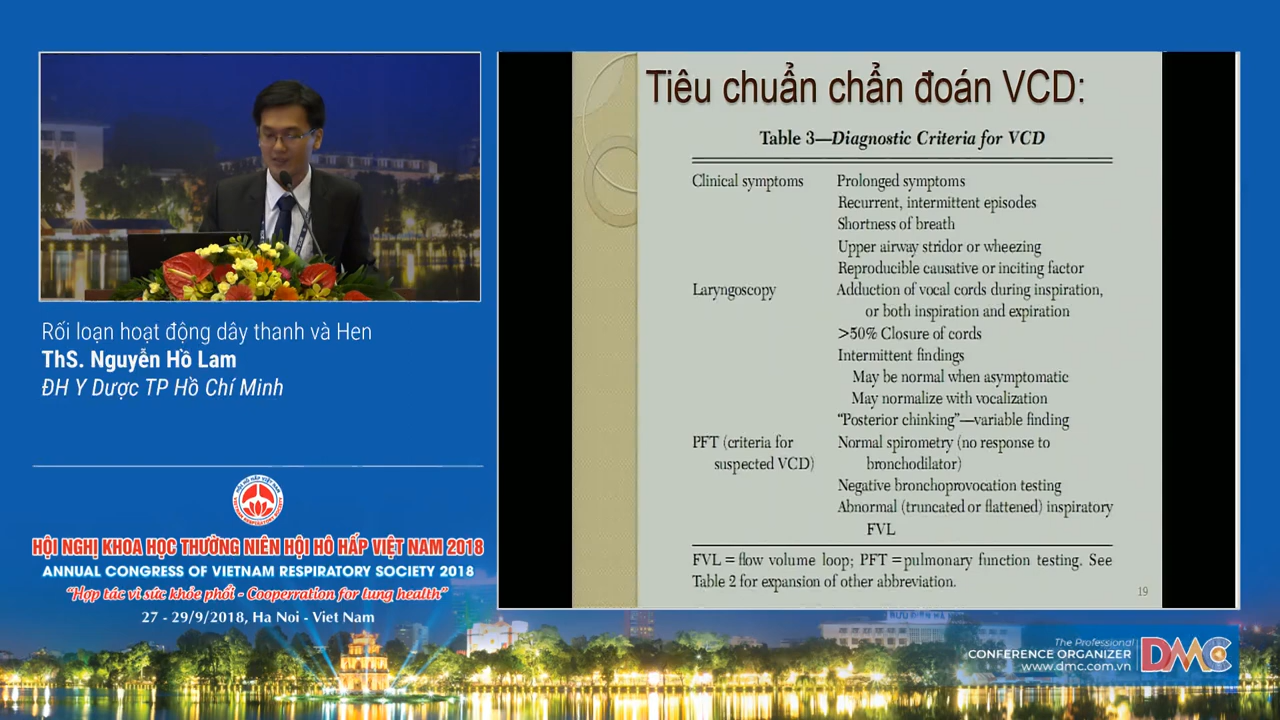 Rối loạn hoạt động dây thanh và Hen
ThS. Nguyễn Hồ Lam
ĐH Y Dược TP Hồ Chí Minh
HỘI NGHỊ KHOA HỌC THƯỜNG NIÊN HỘI HÔ HẤP VIỆT NAM 2018
ANNUAL CONGRESS OF VIETNAM RESPIRATORY SOCIETY 2018
"Hợp tác vì sức khỏe phổi - Cooperration for lung health"
27 - 29/9/2018, Ha Noi - Viet Nam
Tiêu chuẩn chẩn đoán VCD:
Table 3—Diagnostic Criteria for VCD
Clinical symptoms Prolonged symptoms
Recurrent, intermittent episodes
Shortness of breath
Upper airway stridor or wheezing
Reproducible causative or inciting factor
Laryngoscopy Adduction of vocal cords during inspiration,
or both inspiration and expiration
>50% Closure of cords
Intermittent findings
May be normal when asymptomatic
May normalize with vocalization
“Posterior chinking”—variable finding
PFT (criteria for Normal spirometry (no response to
suspected VCD) bronchodilator)
Negative bronchoprovocation testing
Abnormal (truncated or flattened) inspiratory
FVL
FVL = flow volume loop; PFT = pulmonary function testing. See
Table 2 for expansion of other abbreviation.
19
The Professional
CONFERENCE ORGANIZER
www.dmc.com.vn
DMC